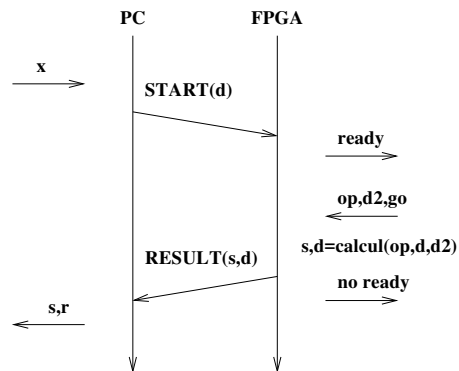 PC FPGA
x
START(d)
ready
op,d2,go
s,d=calcul(op,d,d2)
RESULT(s,d)
no ready
s,r